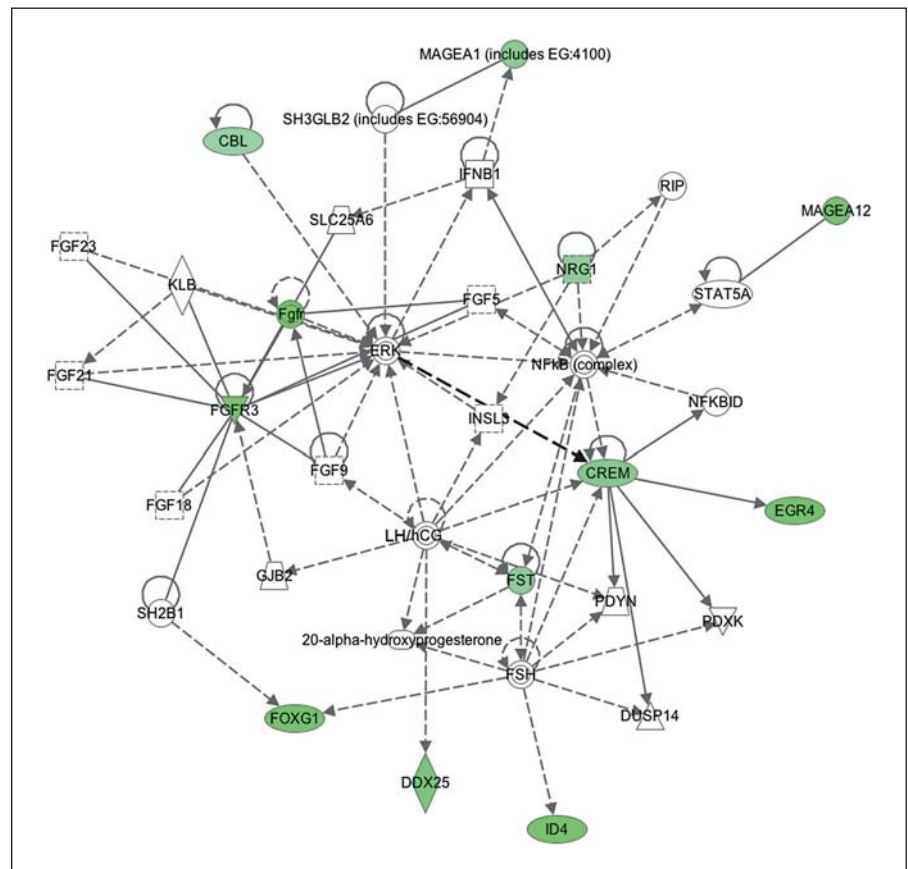 MAGEA1 (includes EG:4100)
SH3GLB2 (includes EG:56904)
CBL
IFNB1
RIP
MAGEA12
SLC25A6
FGF23
NRG1
KLB
STAT5A
FGF5
Fgfr
ERK
NFkB (complex)
FGF21
NFKBID
FGFR3
INSL3
FGF9
CREM
FGF18
EGR4
LH/hCG
GJB2
FST
PDYN
SH2B1
PDXK
20-alpha-hydroxyprogesterone
FSH
FOXG1
DUSP14
DDX25
ID4